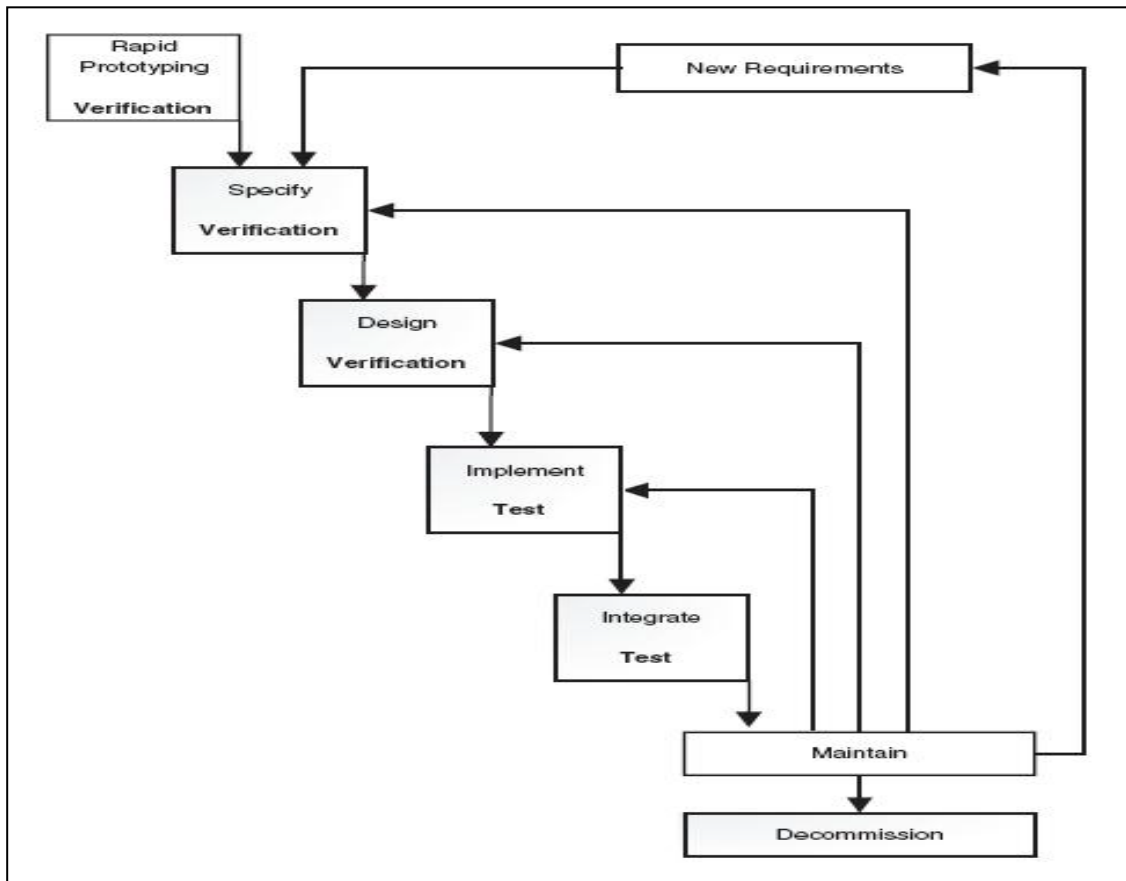 Rapid
Prototyping
Verification
New Requirements
Specify
Verification
Design
Verification
Implement
Test
Integrate
Test
Maintain
Decommission